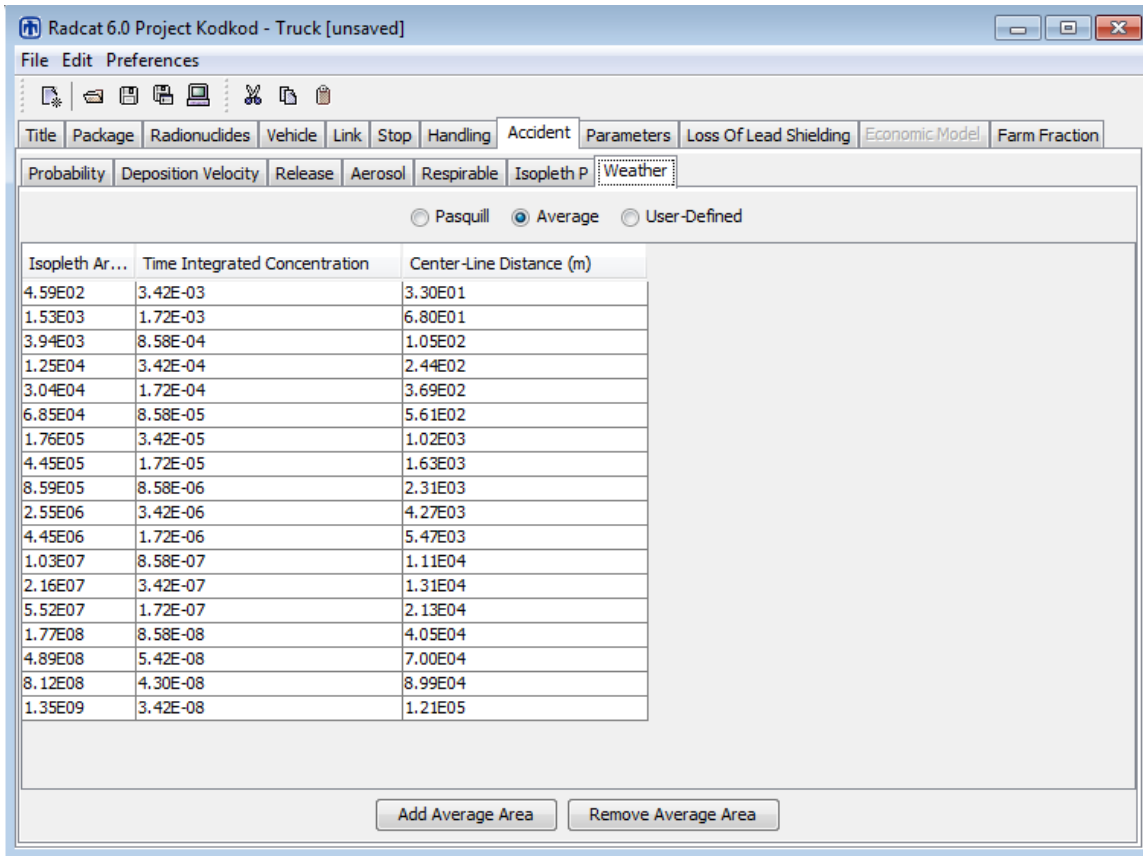 Radcat 6.0 Project Kodkod - Truck [unsaved]
File Edit Preferences
Title Package Radionuclides Vehicle Link Stop Handling Accident Parameters Loss Of Lead Shielding Economic Model Farm Fraction
Probability Deposition Velocity Release Aerosol Respirable Isopleth P Weather
Pasquill Average User-Defined
Isopleth Ar... Time Integrated Concentration Center-Line Distance (m)
4.59E02 3.42E-03 3.30E01
1.53E03 1.72E-03 6.80E01
3.94E03 8.58E-04 1.05E02
1.25E04 3.42E-04 2.44E02
3.04E04 1.72E-04 3.69E02
6.85E04 8.58E-05 5.61E02
1.76E05 3.42E-05 1.02E03
4.45E05 1.72E-05 1.63E03
8.59E05 8.58E-06 2.31E03
2.55E06 3.42E-06 4.27E03
4.45E06 1.72E-06 5.47E03
1.03E07 8.58E-07 1.11E04
2.16E07 3.42E-07 1.31E04
5.52E07 1.72E-07 2.13E04
1.77E08 8.58E-08 4.05E04
4.89E08 5.42E-08 7.00E04
8.12E08 4.30E-08 8.99E04
1.35E09 3.42E-08 1.21E05
Add Average Area Remove Average Area